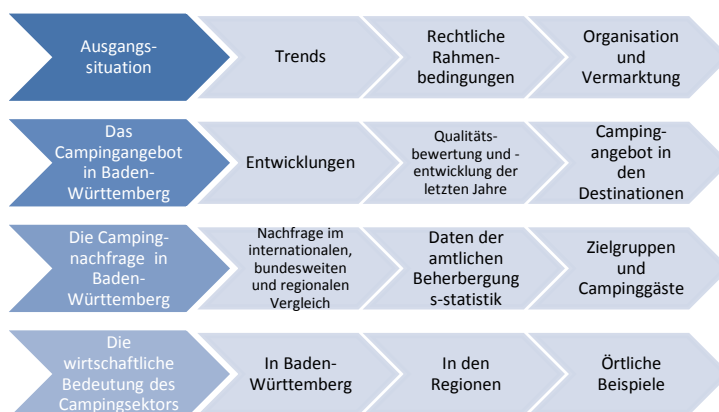 Ausgangs-
situation
Trends
Rechtliche
Rahmen-
bedingungen
Organisation
und
Vermarktung
Das
Campingangebot
in Baden-
Württemberg
Entwicklungen
Qualitäts-
bewertung und -
entwicklung der
letzten Jahre
Camping-
angebot in
den
Destinationen
Die Camping-
nachfrage in
Baden-
Württemberg
Nachfrage im
internationalen,
bundesweiten
und regionalen
Vergleich
Daten der
amtlichen
Beherbergung
s-statistik
Zielgruppen
und
Campinggäste
Die
wirtschaftliche
Bedeutung des
Campingsektors
In Baden-
Württemberg
In den
Regionen
Örtliche
Beispiele